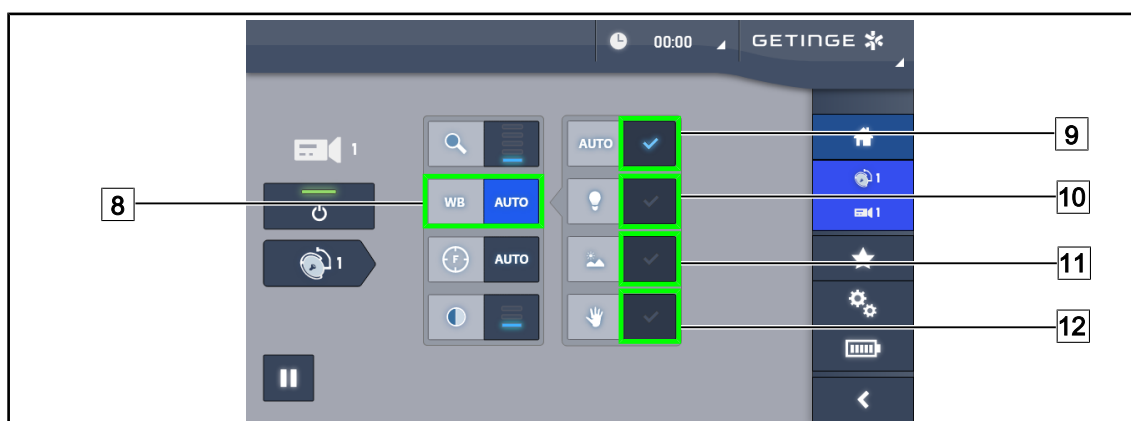 00:00 GETINGE
1 AUTO 9
8 WB AUTO 1 10
1
1 F AUTO 11
12